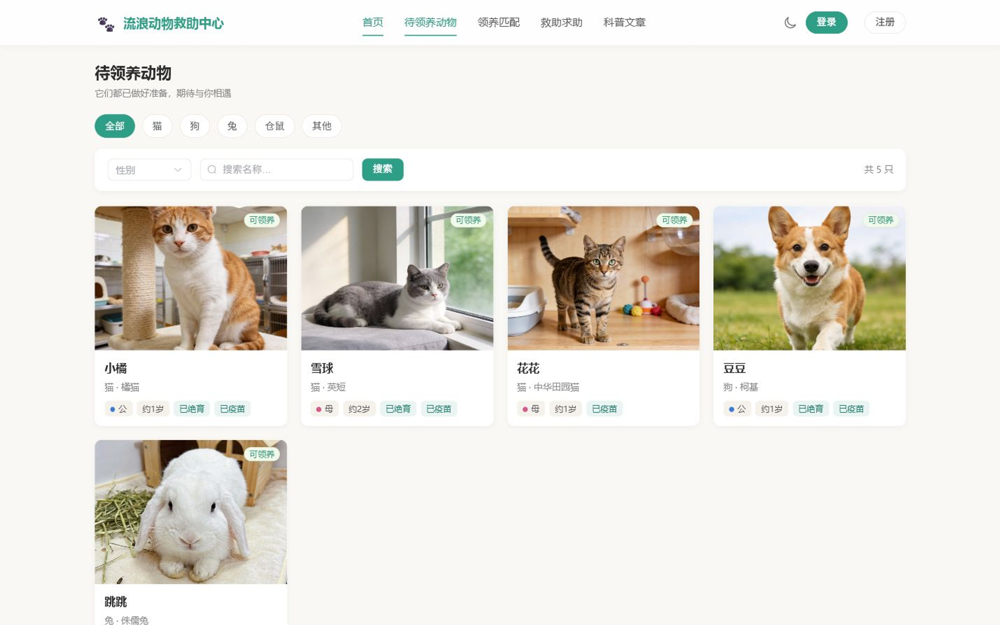 流浪动物救助中心
首页 待领养动物 领养匹配 救助求助 科普文章
登录 注册
待领养动物
它们都已做好准备，期待与你相遇
全部 猫 狗 兔 仓鼠 其他
性别 搜索名称... 搜索 共 5 只
可领养 可领养 可领养 可领养
小橘 雪球 花花 豆豆
猫 · 橘猫 猫 · 英短 猫 · 中华田园猫 狗 · 柯基
公 约1岁 已绝育 已疫苗 母 约2岁 已绝育 已疫苗 母 约1岁 已疫苗 公 约1岁 已绝育 已疫苗
可领养
跳跳
兔 · 侏儒兔